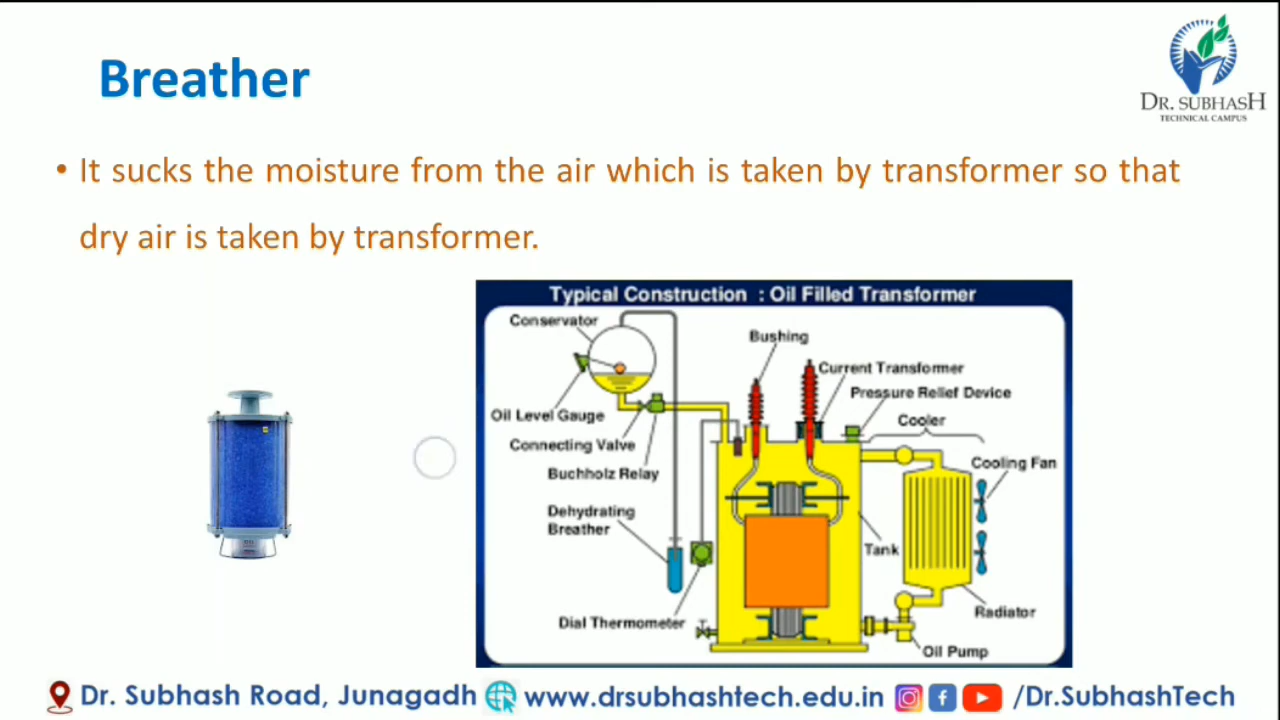 Breather
DR. SUBHASH
TECHNICAL CAMPUS
• It sucks the moisture from the air which is taken by transformer so that
dry air is taken by transformer.
Typical Construction : Oil Filled Transformer
Conservator
Bushing
Current Transformer
Pressure Relief Device
Oil Level Gauge
Cooler
Connecting Valve
Cooling Fan
Buchholz Relay
Dehydrating
Breather
Tank
Dial Thermometer
Radiator
Oil Pump
Dr. Subhash Road, Junagadh www.drsubhashtech.edu.in /Dr.SubhashTech